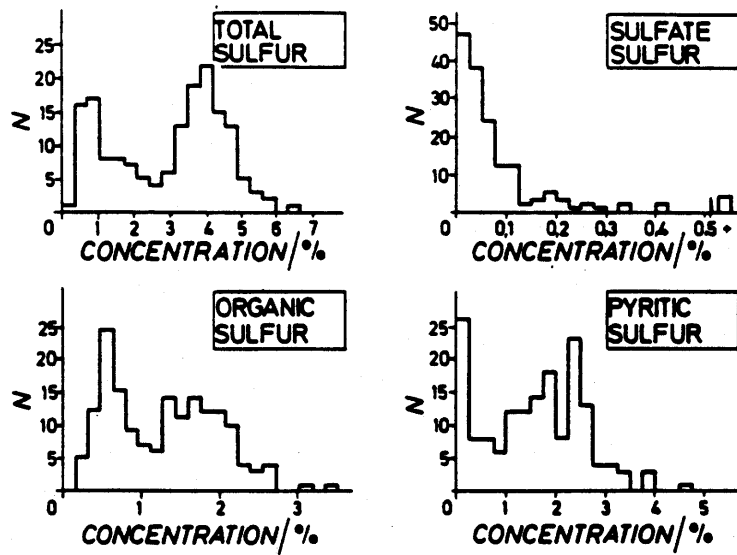 TOTAL
SULFUR
N
25
20
15
10
5
0
1 2 3 4 5 6 7
CONCENTRATION/%
SULFATE
SULFUR
N
50
40
30
20
10
0
0 0,1 0,2 0,3 0,4 0,5 +
CONCENTRATION/%
ORGANIC
SULFUR
N
25
20
15
10
5
0
0 1 2 3
CONCENTRATION/%
PYRITIC
SULFUR
N
25
20
15
10
5
0
0 1 2 3 4 5
CONCENTRATION/%